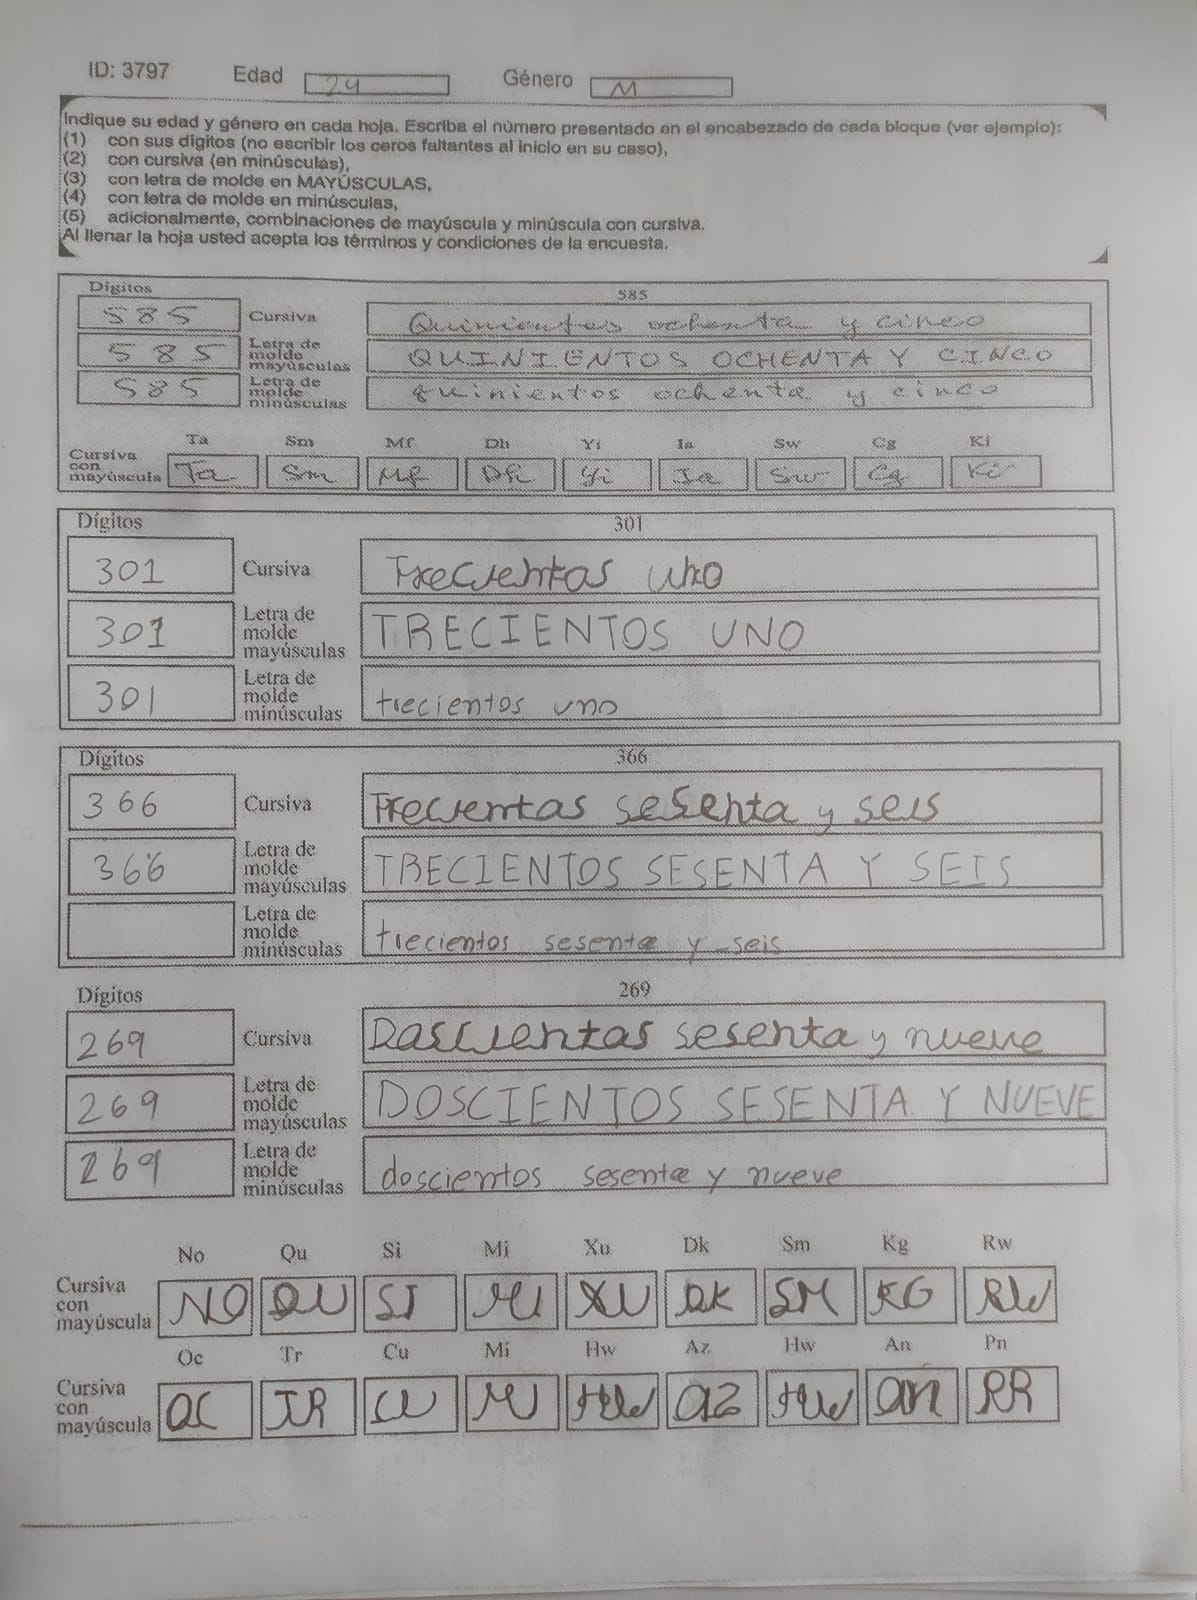 ID: 3797 Edad 24 Género M
Indique su edad y género en cada hoja. Escriba el número presentado en el encabezado de cada bloque (ver ejemplo):
(1) con sus dígitos (no escribir los ceros faltantes al inicio en su caso),
(2) con cursiva (en minúsculas),
(3) con letra de molde en MAYÚSCULAS,
(4) con letra de molde en minúsculas,
(5) adicionalmente, combinaciones de mayúscula y minúscula con cursiva.
Al llenar la hoja usted acepta los términos y condiciones de la encuesta.
Dígitos 585
585 Cursiva Quinientos ochenta y cinco
585 Letra de molde mayúsculas QUINIENTOS OCHENTA Y CINCO
585 Letra de molde minúsculas quinientos ochenta y cinco
Ta Sm Mf Dh Yi Ia Sw Cg Ki
Cursiva con mayúscula Ta Sm Mf Dh Yi Ia Sw Cg Ki
Dígitos 301
301 Cursiva Trecientos uno
301 Letra de molde mayúsculas TRECIENTOS UNO
301 Letra de molde minúsculas trecientos uno
Dígitos 366
366 Cursiva Trecientos sesenta y seis
366 Letra de molde mayúsculas TRECIENTOS SESENTA Y SEIS
Letra de molde minúsculas trecientos sesenta y seis
Dígitos 269
269 Cursiva Doscientos sesenta y nueve
269 Letra de molde mayúsculas DOSCIENTOS SESENTA Y NUEVE
269 Letra de molde minúsculas doscientos sesenta y nueve
No Qu Si Mi Xu Dk Sm Kg Rw
Cursiva con mayúscula NO QU SI MI XU DK SM KG RW
Oc Tr Cu Mi Hw Az Hw An Pn
Cursiva con mayúscula OC TR CU MI HW AZ HW AN RR